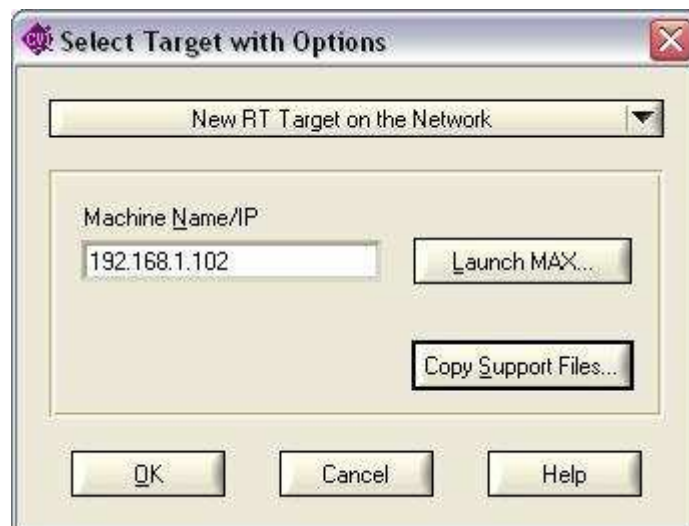 CVI Select Target with Options
New RT Target on the Network
Machine Name/IP
192.168.1.102
Launch MAX...
Copy Support Files...
OK
Cancel
Help